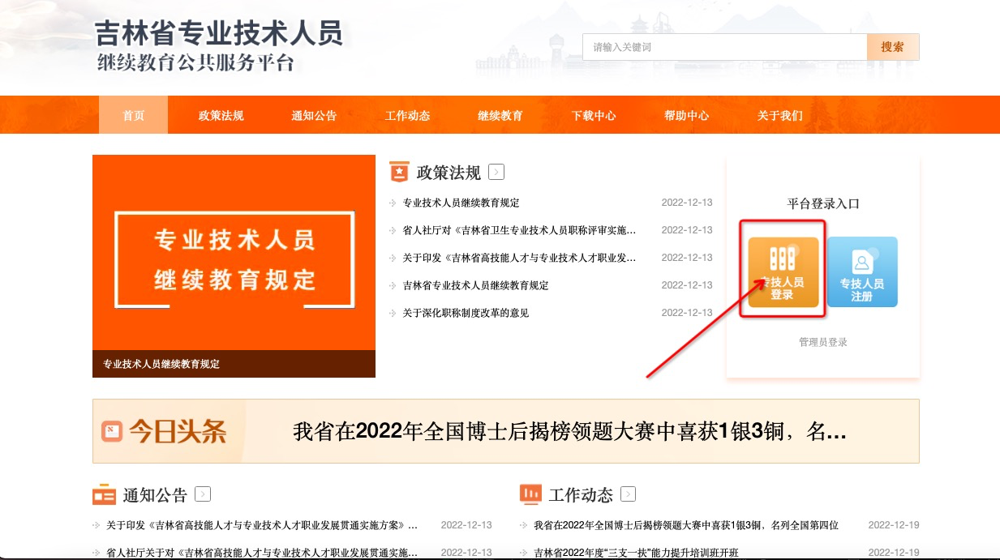 吉林省专业技术人员
继续教育公共服务平台
请输入关键词
搜索
首页
政策法规
通知公告
工作动态
继续教育
下载中心
帮助中心
关于我们
专业技术人员
继续教育规定
专业技术人员继续教育规定
政策法规
专业技术人员继续教育规定 2022-12-13
省人社厅对《吉林省卫生专业技术人员职称评审实施... 2022-12-13
关于印发《吉林省高技能人才与专业技术人才职业发... 2022-12-13
吉林省专业技术人员继续教育规定 2022-12-13
关于深化职称制度改革的意见 2022-12-13
平台登录入口
专技人员
登录
专技人员
注册
管理员登录
今日头条
我省在2022年全国博士后揭榜领题大赛中喜获1银3铜，名...
通知公告
关于印发《吉林省高技能人才与专业技术人才职业发展贯通实施方案》... 2022-12-13
省人社厅关于对《吉林省高技能人才与专业技术人才职业发展贯通实施... 2022-12-13
工作动态
我省在2022年全国博士后揭榜领题大赛中喜获1银3铜，名列全国第四位 2022-12-19
吉林省2022年度“三支一扶”能力提升培训班开班 2022-12-19